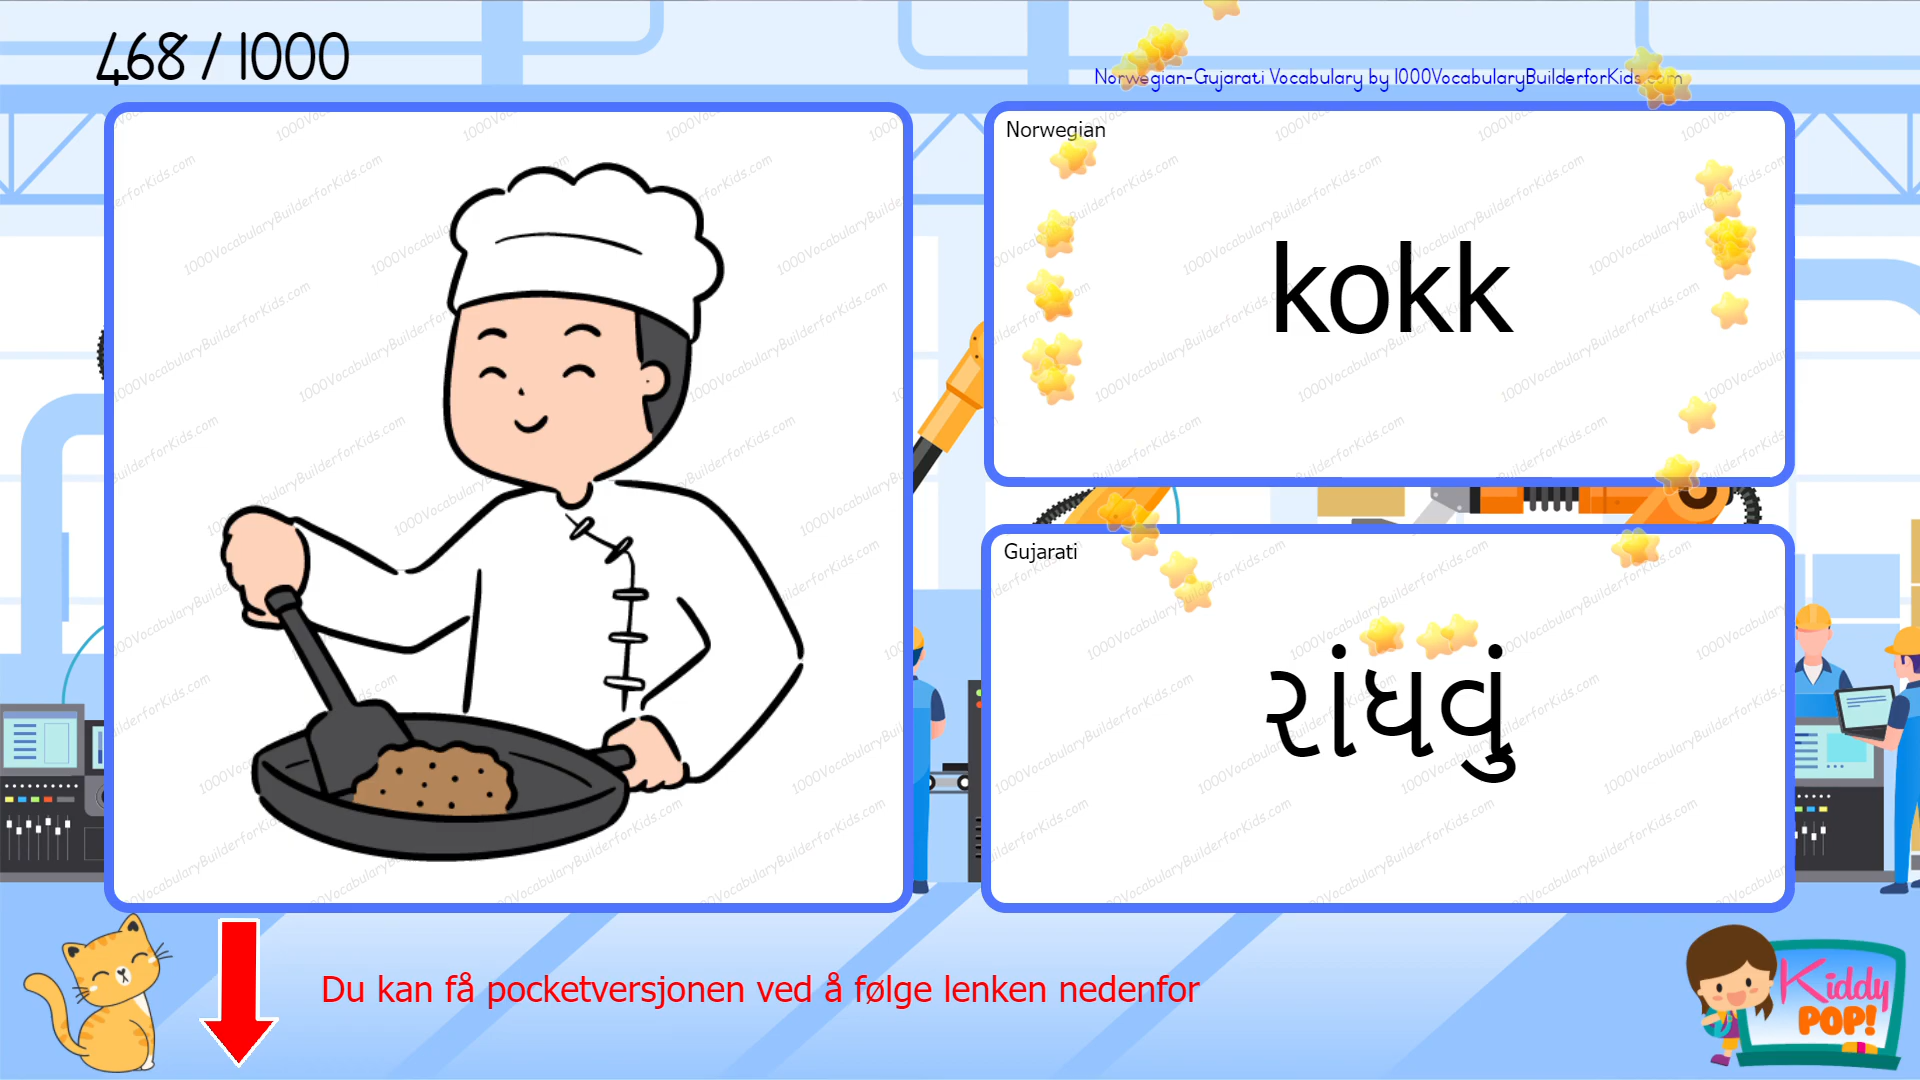 468 / 1000
Norwegian-Gujarati Vocabulary by 1000VocabularyBuilderforKids.com
Norwegian
kokk
Gujarati
રાંધવું
Du kan få pocketversjonen ved å følge lenken nedenfor
Kiddy
POP!